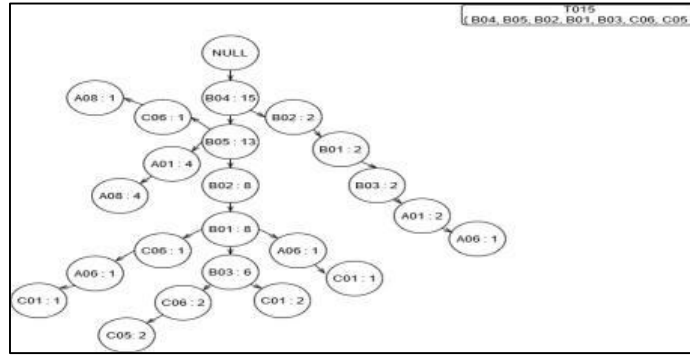 T015
{ B04, B05, B02, B01, B03, C06, C05
NULL
A08 : 1
B04 : 15
C06 : 1
B02 : 2
B05 : 13
B01 : 2
A01 : 4
B03 : 2
A08 : 4
B02 : 8
A01 : 2
B01 : 8
A06 : 1
C06 : 1
A06 : 1
A06 : 1
B03 : 6
C01 : 1
C01 : 1
C06 : 2
C01 : 2
C05: 2